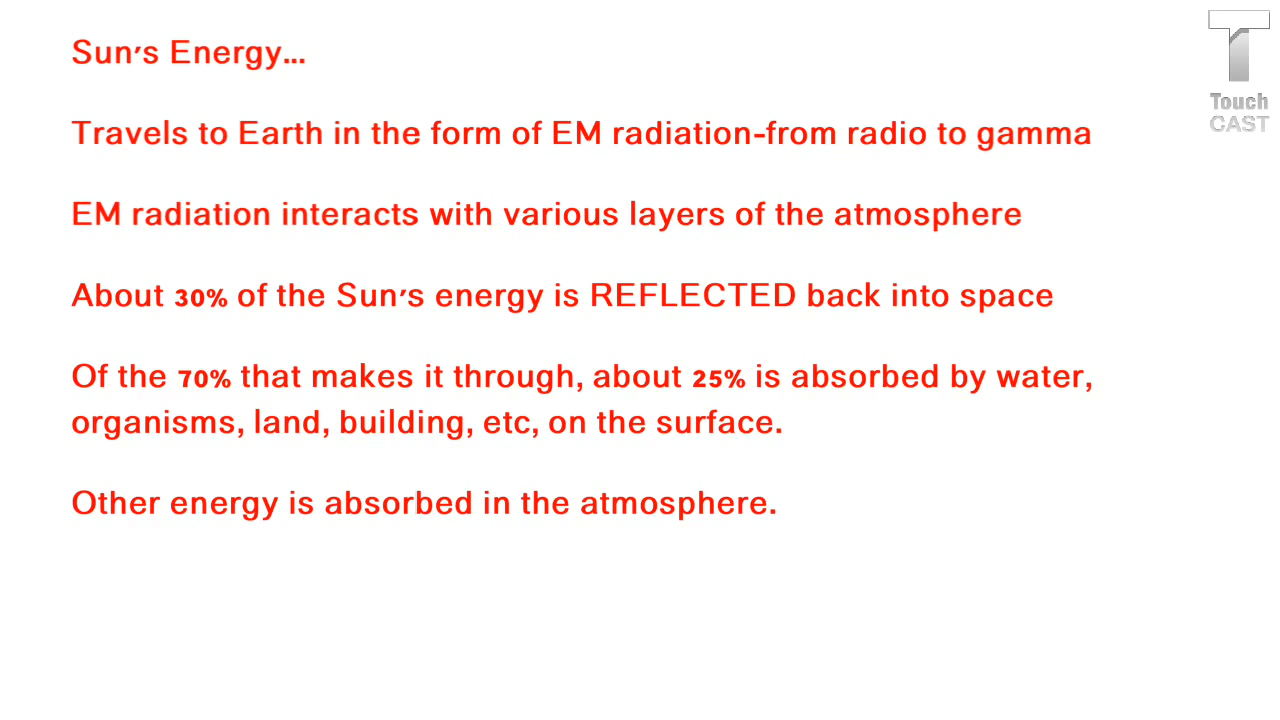 Sun's Energy...
Travels to Earth in the form of EM radiation-from radio to gamma
EM radiation interacts with various layers of the atmosphere
About 30% of the Sun's energy is REFLECTED back into space
Of the 70% that makes it through, about 25% is absorbed by water,
organisms, land, building, etc, on the surface.
Other energy is absorbed in the atmosphere.
T
Touch
CAST